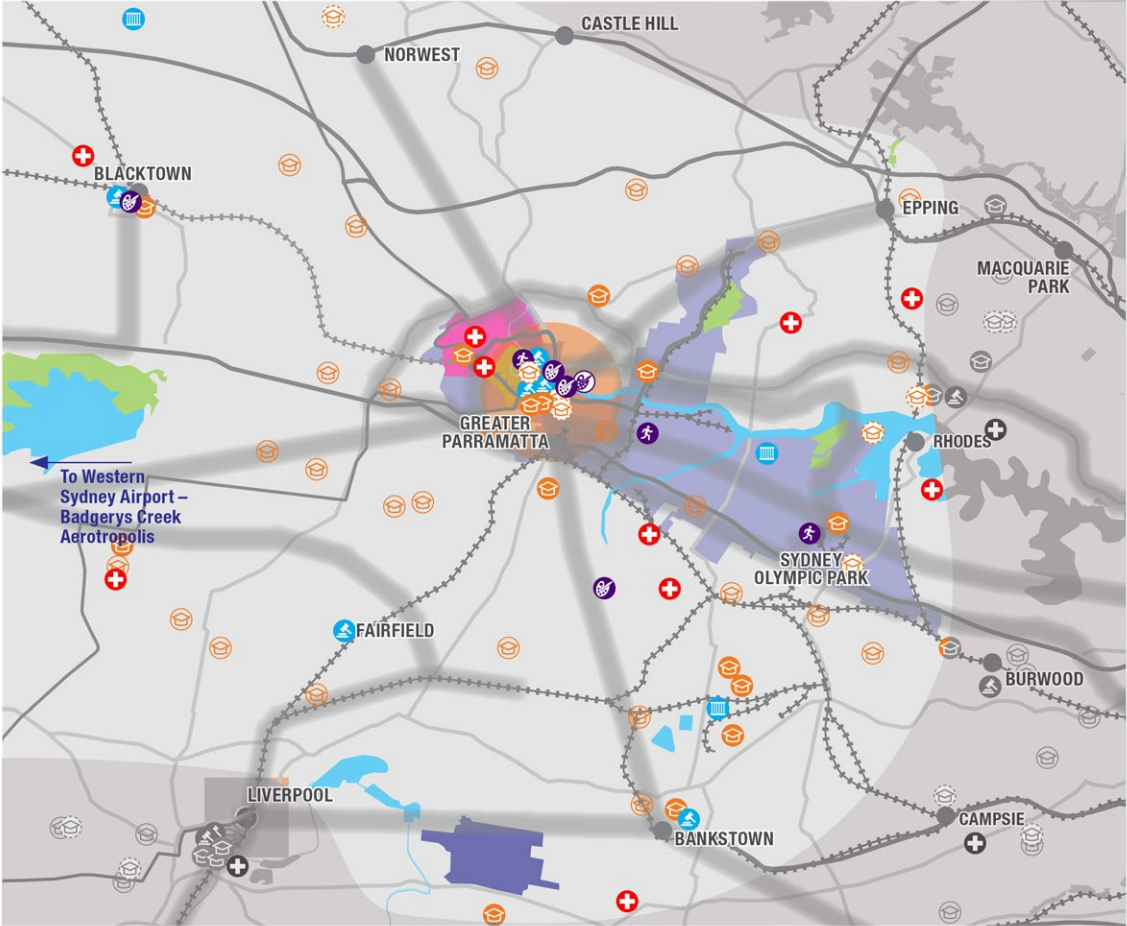 CASTLE HILL
NORWEST
BLACKTOWN
EPPING
MACQUARIE
PARK
GREATER
PARRAMATTA
RHODES
To Western
Sydney Airport –
Badgerys Creek
Aerotropolis
SYDNEY
OLYMPIC PARK
FAIRFIELD
BURWOOD
LIVERPOOL
CAMPSIE
BANKSTOWN